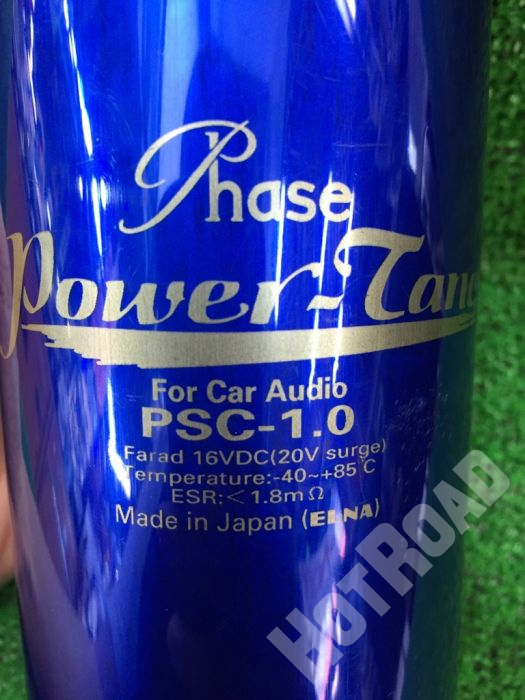 Phase
Power-Tanc
For Car Audio
PSC-1.0
Farad 16VDC(20V surge)
Temperature:-40~+85℃
ESR:<1.8mΩ
Made in Japan (ELNA)
HOTROAD